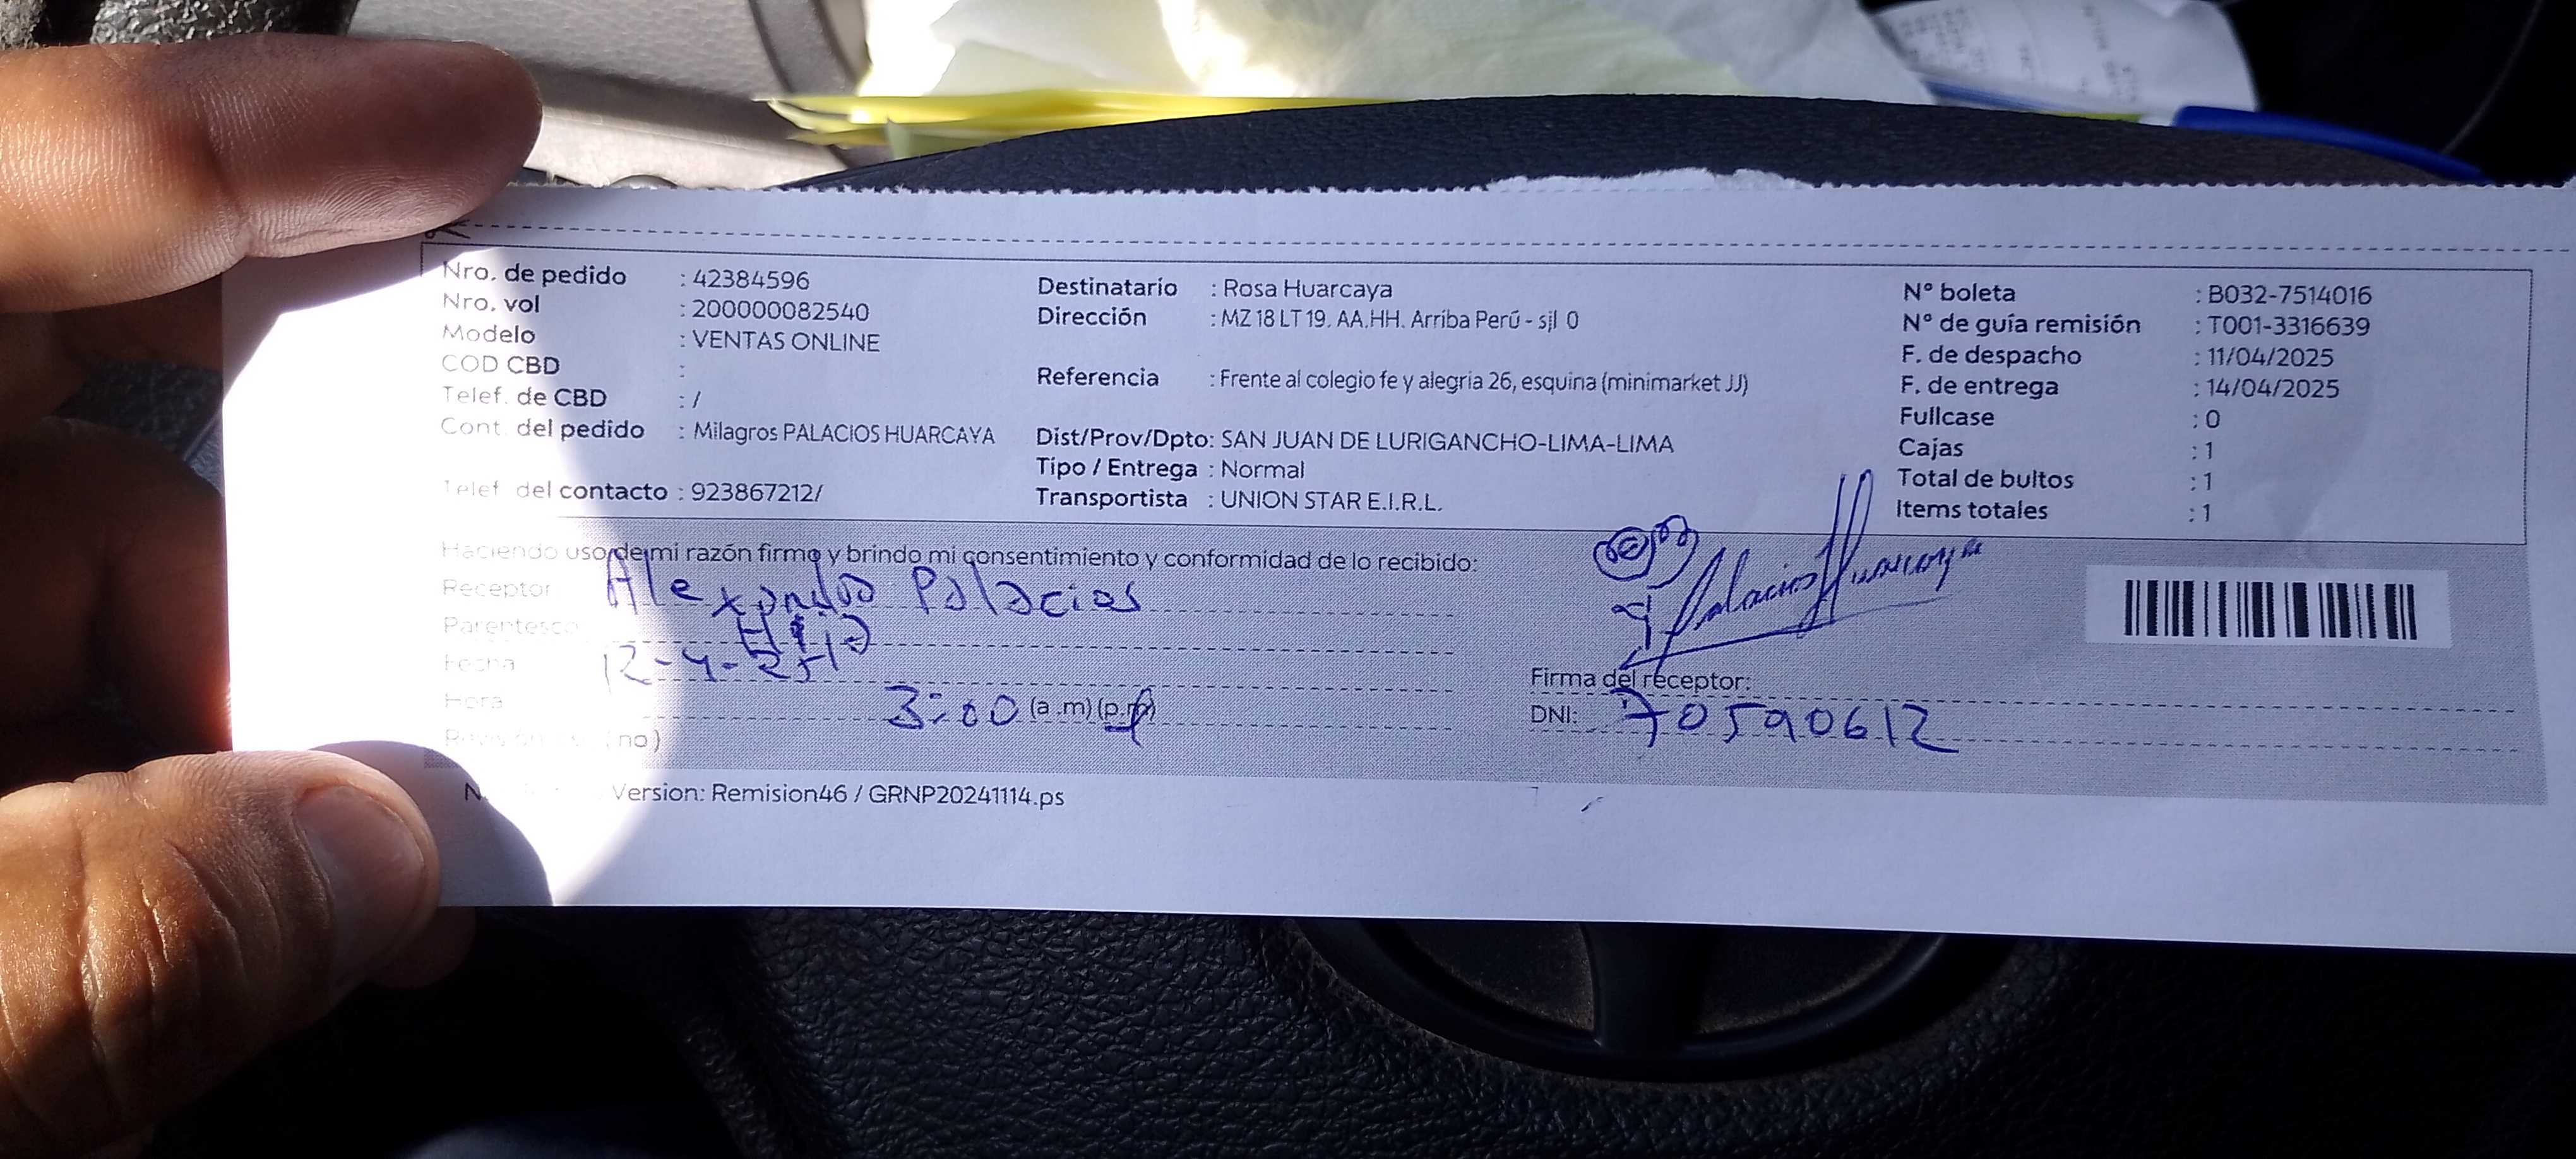 Nro. de pedido : 42384596
Nro. vol : 200000082540
Modelo : VENTAS ONLINE
COD CBD :
Telef. de CBD : /
Cont. del pedido : Milagros PALACIOS HUARCAYA
Telef. del contacto : 923867212/
Destinatario : Rosa Huarcaya
Dirección : MZ 18 LT 19. AA.HH. Arriba Perú - sjl 0
Referencia : Frente al colegio fe y alegria 26, esquina (minimarket JJ)
Dist/Prov/Dpto: SAN JUAN DE LURIGANCHO-LIMA-LIMA
Tipo / Entrega : Normal
Transportista : UNION STAR E.I.R.L.
N° boleta : B032-7514016
N° de guía remisión : T001-3316639
F. de despacho : 11/04/2025
F. de entrega : 14/04/2025
Fullcase : 0
Cajas : 1
Total de bultos : 1
Items totales : 1
Haciendo uso de mi razón firmo y brindo mi consentimiento y conformidad de lo recibido:
Receptor Palacios
Parentesco
Fecha 12-4-25
Hora 3:00 (a.m) (p.m)
(no)
Palacios Huarcaya
Firma del receptor:
DNI: 70590612
Version: Remision46 / GRNP20241114.ps